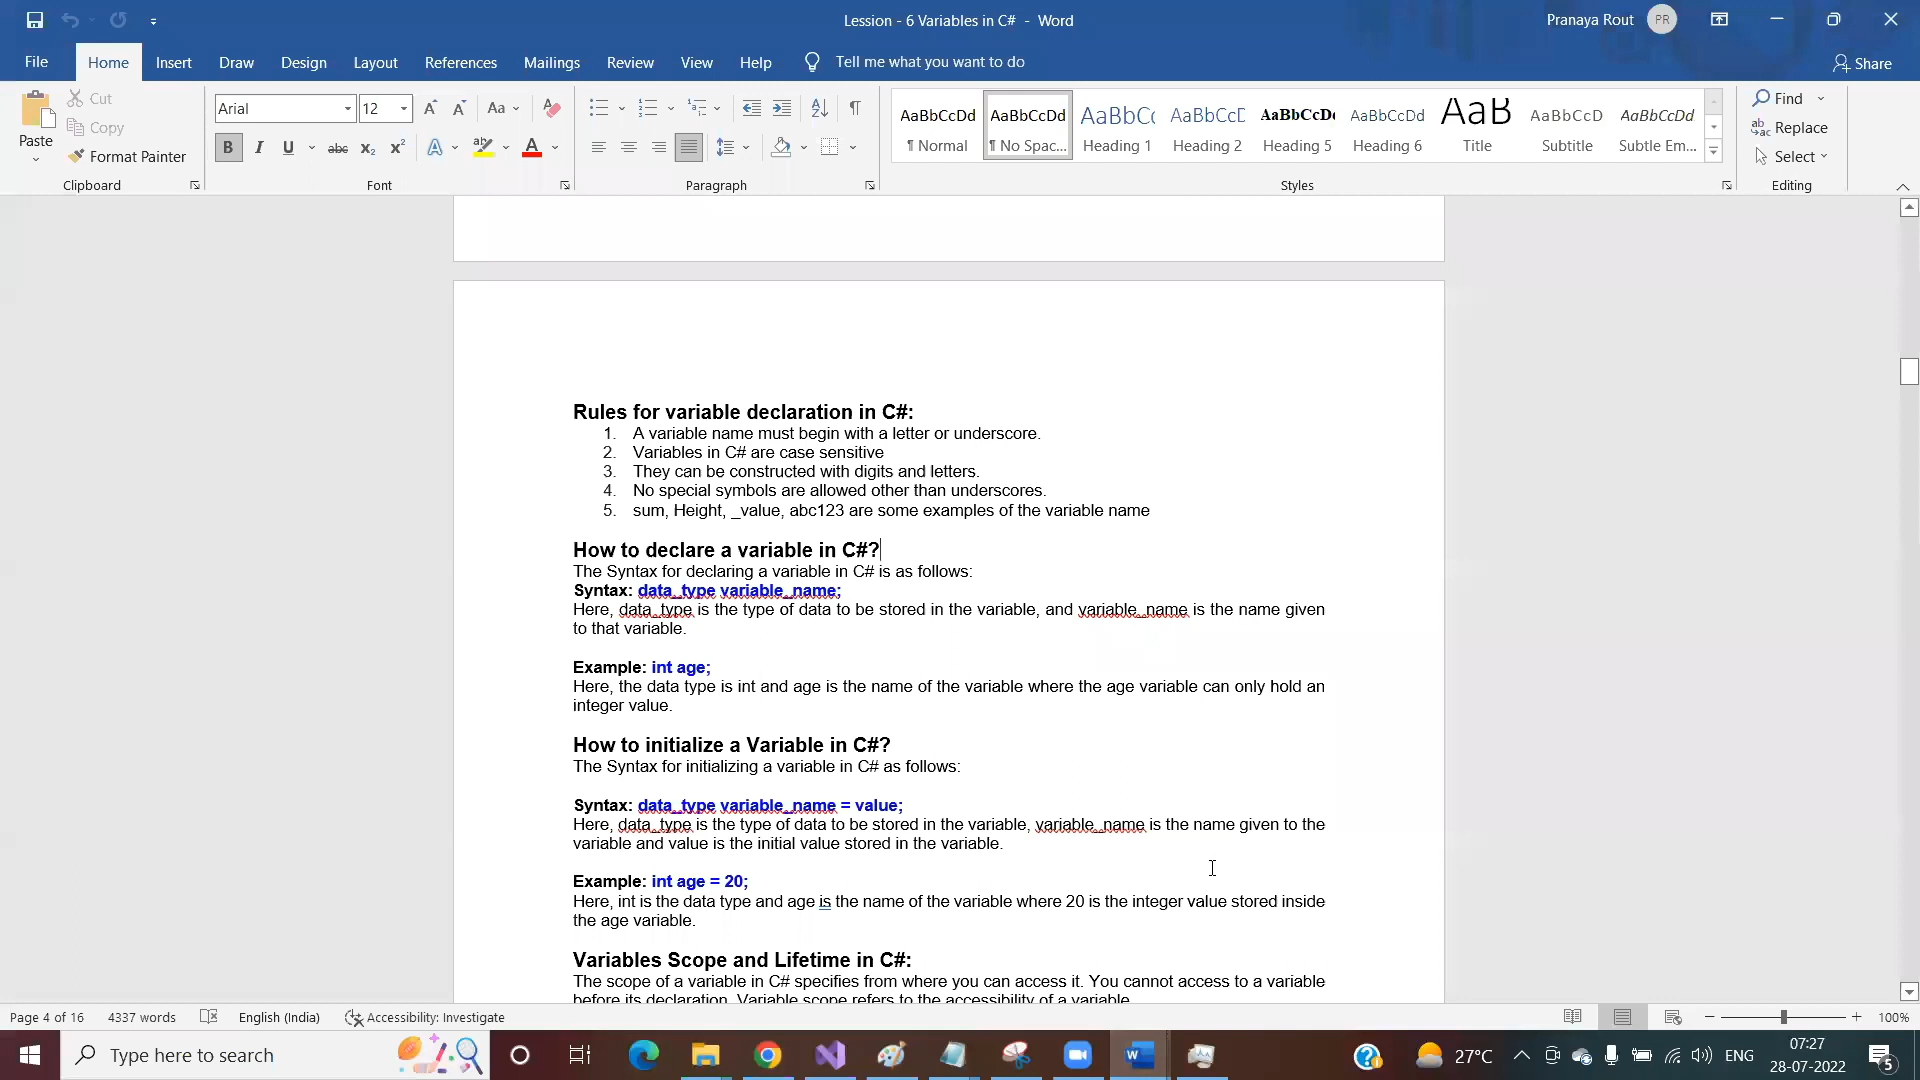 Lession - 6 Variables in C# - Word
Pranaya Rout PR
File Home Insert Draw Design Layout References Mailings Review View Help Tell me what you want to do Share
Paste
Cut
Copy
Format Painter
Clipboard
Arial 12 Aa
B I U abc x₂ x² A A
Font
Paragraph
AaBbCcDd AaBbCcDd AaBbC AaBbCcD AaBbCcD AaBbCcDd AaB AaBbCcD AaBbCcDd
¶ Normal ¶ No Spac... Heading 1 Heading 2 Heading 5 Heading 6 Title Subtitle Subtle Em...
Styles
Find
Replace
Select
Editing
Rules for variable declaration in C#:
1. A variable name must begin with a letter or underscore.
2. Variables in C# are case sensitive
3. They can be constructed with digits and letters.
4. No special symbols are allowed other than underscores.
5. sum, Height, _value, abc123 are some examples of the variable name
How to declare a variable in C#?
The Syntax for declaring a variable in C# is as follows:
Syntax: data_type variable_name;
Here, data_type is the type of data to be stored in the variable, and variable_name is the name given
to that variable.
Example: int age;
Here, the data type is int and age is the name of the variable where the age variable can only hold an
integer value.
How to initialize a Variable in C#?
The Syntax for initializing a variable in C# as follows:
Syntax: data_type variable_name = value;
Here, data_type is the type of data to be stored in the variable, variable_name is the name given to the
variable and value is the initial value stored in the variable.
Example: int age = 20;
Here, int is the data type and age is the name of the variable where 20 is the integer value stored inside
the age variable.
Variables Scope and Lifetime in C#:
The scope of a variable in C# specifies from where you can access it. You cannot access to a variable
before its declaration. Variable scope refers to the accessibility of a variable.
Page 4 of 16 4337 words English (India) Accessibility: Investigate 100%
Type here to search
27°C ENG
07:27
28-07-2022
5